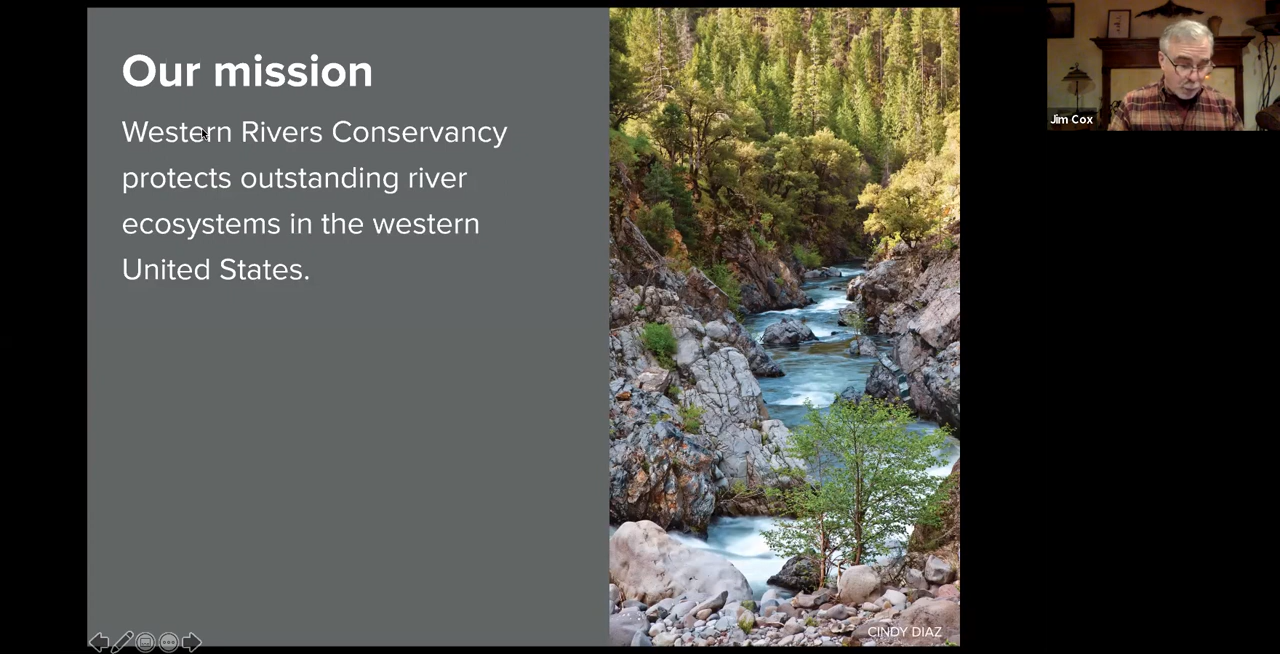 Our mission
Western Rivers Conservancy
protects outstanding river
ecosystems in the western
United States.
CINDY DIAZ
Jim Cox